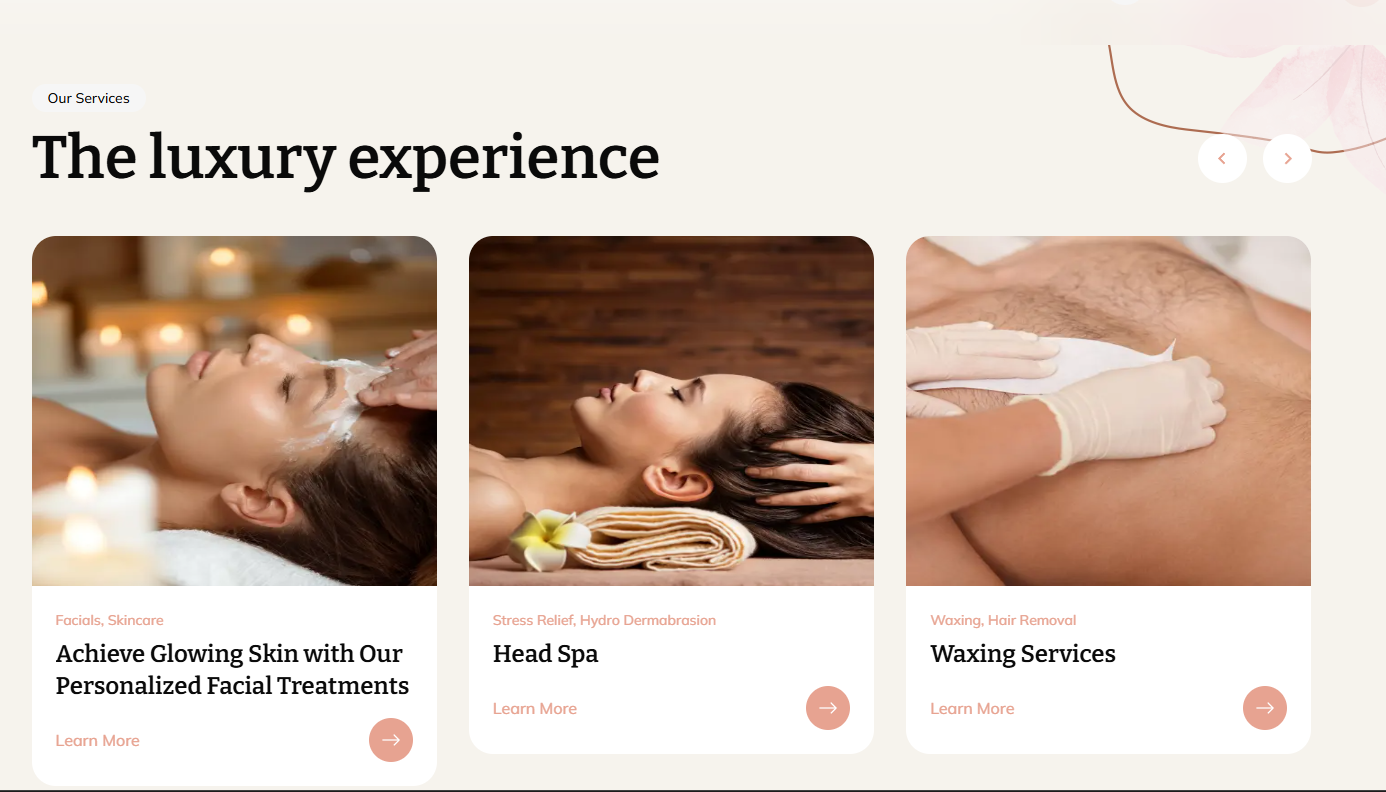 Our Services
The luxury experience
Facials, Skincare
Achieve Glowing Skin with Our
Personalized Facial Treatments
Learn More
Stress Relief, Hydro Dermabrasion
Head Spa
Learn More
Waxing, Hair Removal
Waxing Services
Learn More